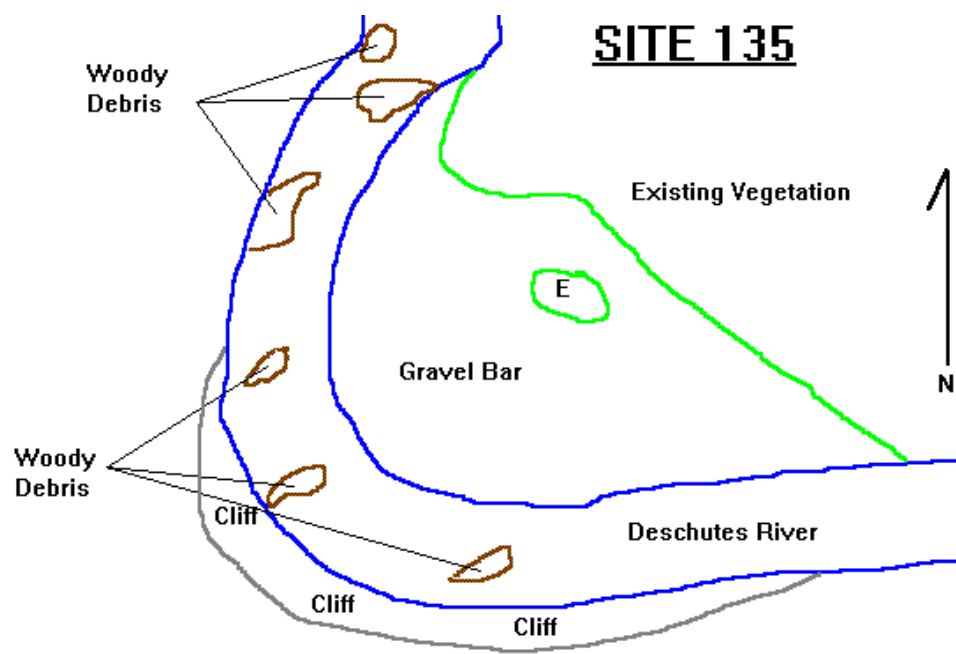 SITE 135
Woody
Debris
Existing Vegetation
E
Gravel Bar
N
Woody
Debris
Cliff
Deschutes River
Cliff
Cliff